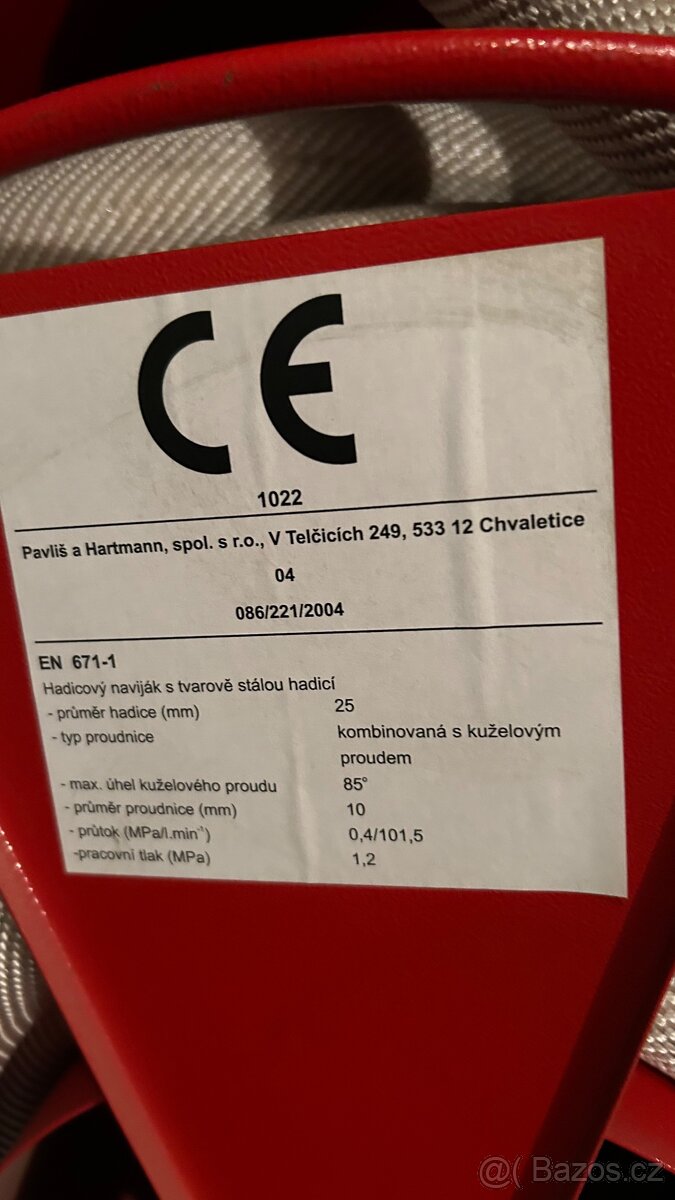 CE
1022
Pavliš a Hartmann, spol. s r.o., V Telčicích 249, 533 12 Chvaletice
04
086/221/2004
EN 671-1
Hadicový naviják s tvarově stálou hadicí
- průměr hadice (mm) 25
- typ proudnice kombinovaná s kuželovým
proudem
- max. úhel kuželového proudu 85°
- průměr proudnice (mm) 10
- průtok (MPa/l.min⁻¹) 0,4/101,5
-pracovní tlak (MPa) 1,2
@( Bazos.cz